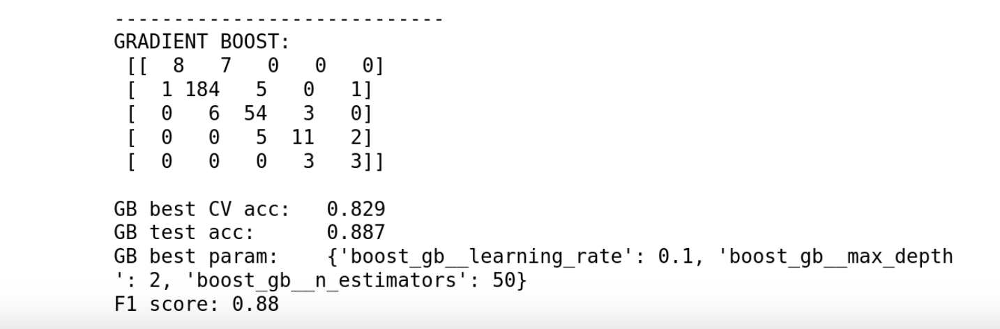 ----------------------------
GRADIENT BOOST:
 [[  8   7   0   0   0]
 [  1 184   5   0   1]
 [  0   6  54   3   0]
 [  0   0   5  11   2]
 [  0   0   0   3   3]]
GB best CV acc:   0.829
GB test acc:      0.887
GB best param:    {'boost_gb__learning_rate': 0.1, 'boost_gb__max_depth
': 2, 'boost_gb__n_estimators': 50}
F1 score: 0.88